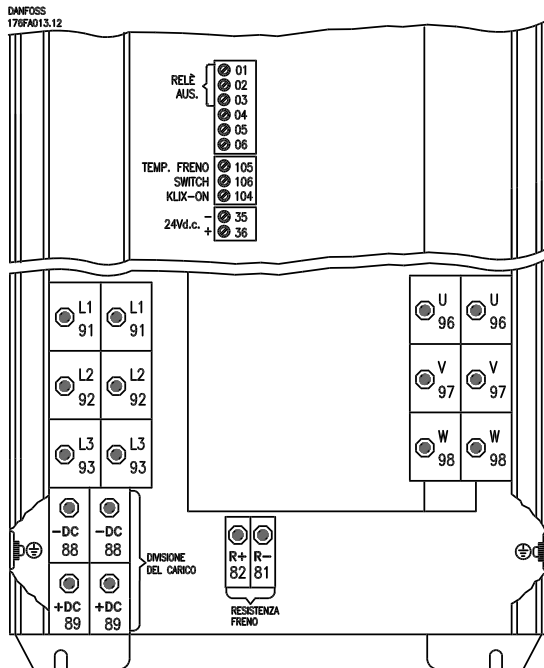 DANFOSS
176FA013.12
RELÈ
AUS.
01
02
03
04
05
06
TEMP. FRENO 105
SWITCH 106
KLIX-ON 104
24Vd.c.
- 35
+ 36
L1 L1
91 91
L2 L2
92 92
L3 L3
93 93
U U
96 96
V V
97 97
W W
98 98
-DC -DC
88 88
+DC +DC
89 89
DIVISIONE
DEL CARICO
R+ R-
82 81
RESISTENZA
FRENO